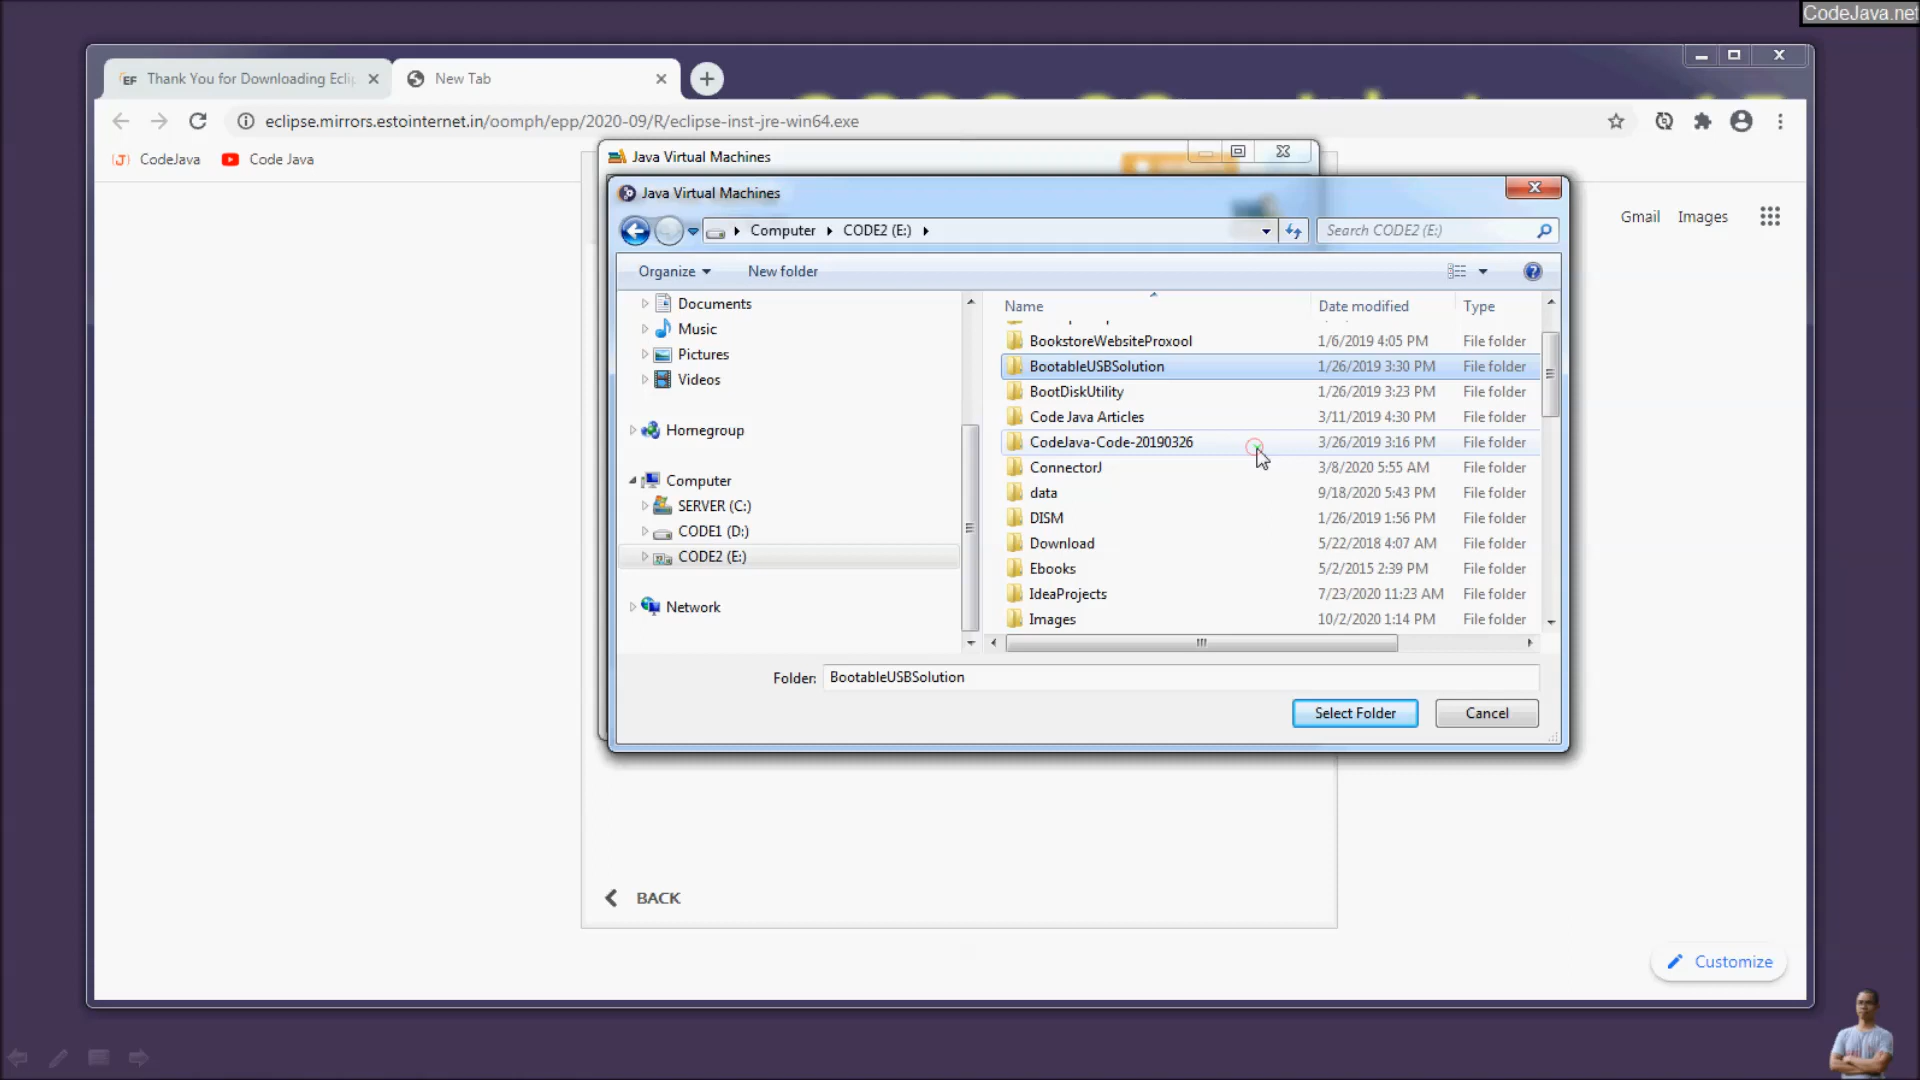 CodeJava.net
EF Thank You for Downloading Ecli
New Tab
eclipse.mirrors.estointernet.in/oomph/epp/2020-09/R/eclipse-inst-jre-win64.exe
CodeJava
Code Java
Java Virtual Machines
Java Virtual Machines
Gmail Images
Computer CODE2 (E:)
Search CODE2 (E:)
Organize New folder
Name Date modified Type
Documents
Music
Pictures
Videos
Homegroup
Computer
SERVER (C:)
CODE1 (D:)
CODE2 (E:)
Network
BookstoreWebsiteProxool 1/6/2019 4:05 PM File folder
BootableUSBSolution 1/26/2019 3:30 PM File folder
BootDiskUtility 1/26/2019 3:23 PM File folder
Code Java Articles 3/11/2019 4:30 PM File folder
CodeJava-Code-20190326 3/26/2019 3:16 PM File folder
ConnectorJ 3/8/2020 5:55 AM File folder
data 9/18/2020 5:43 PM File folder
DISM 1/26/2019 1:56 PM File folder
Download 5/22/2018 4:07 AM File folder
Ebooks 5/2/2015 2:39 PM File folder
IdeaProjects 7/23/2020 11:23 AM File folder
Images 10/2/2020 1:14 PM File folder
Folder: BootableUSBSolution
Select Folder Cancel
BACK
Customize